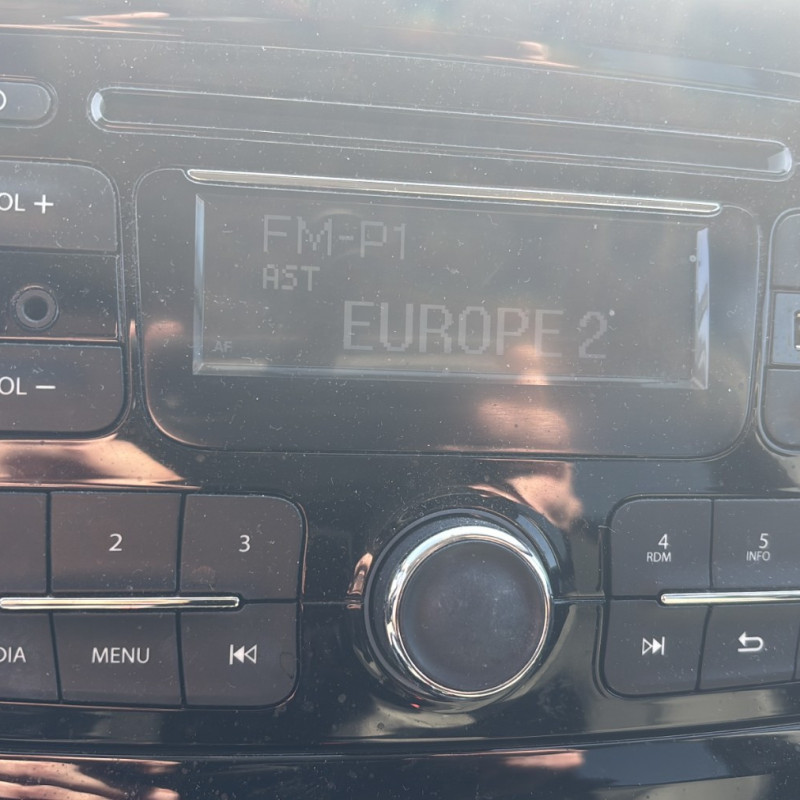 OL +
FM-P1
AST
EUROPE 2
AF
OL −
2
3
4
RDM
5
INFO
DIA
MENU